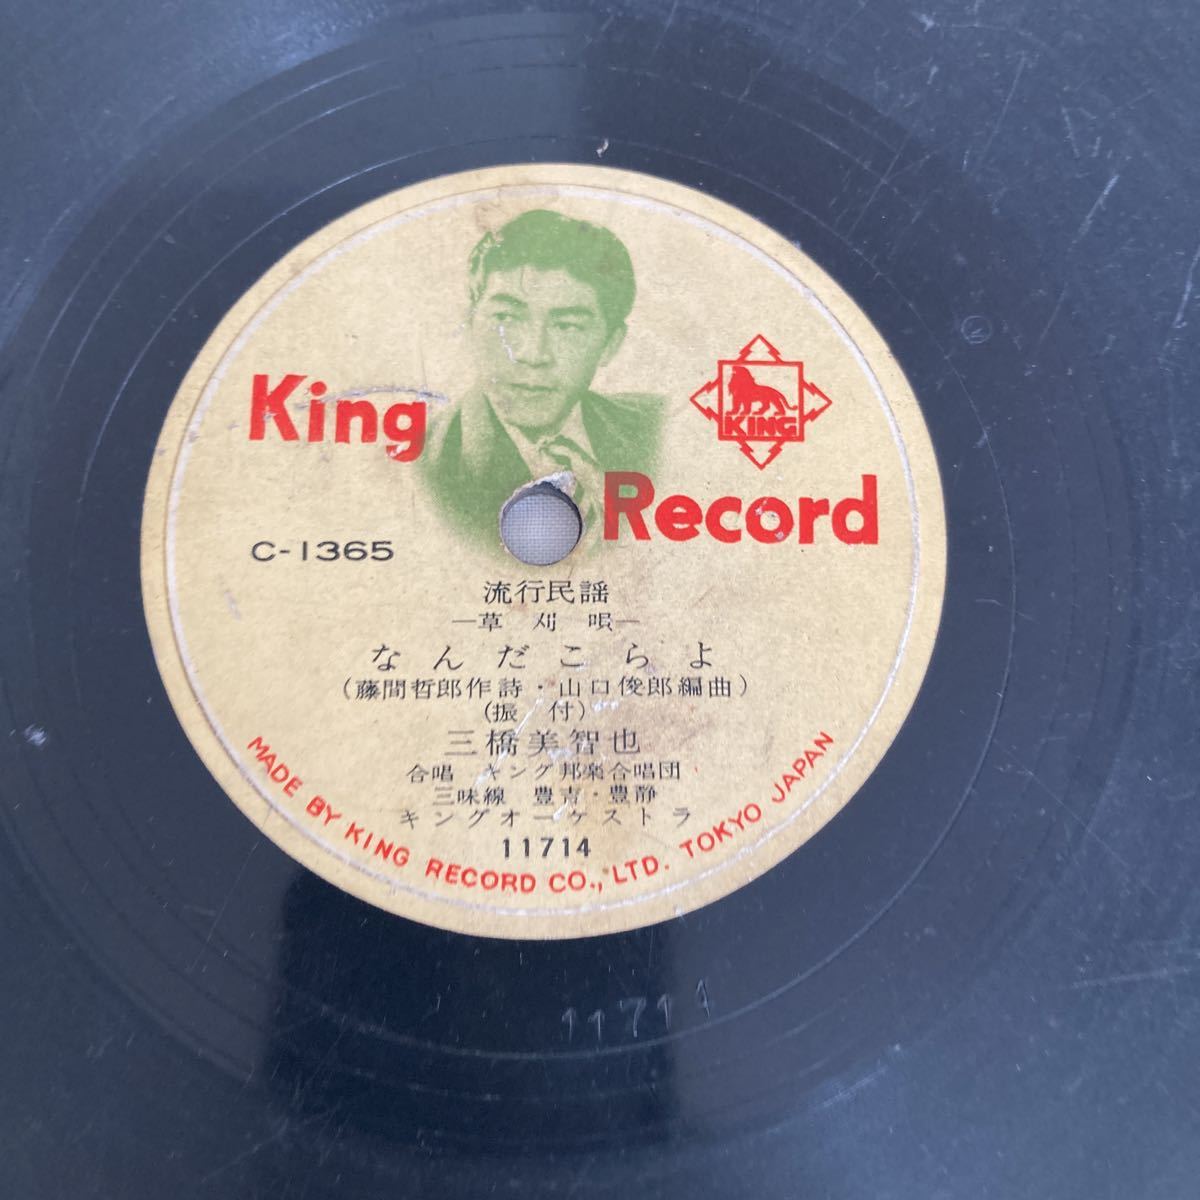 King
KING
Record
C-1365
流行民謡
—草刈唄—
なんだこらよ
(藤間哲郎作詩・山口俊郎編曲)
(振付)
三橋美智也
合唱 キング邦楽合唱団
三味線 豊吉・豊静
キングオーケストラ
11714
MADE BY KING RECORD CO., LTD. TOKYO JAPAN
11711